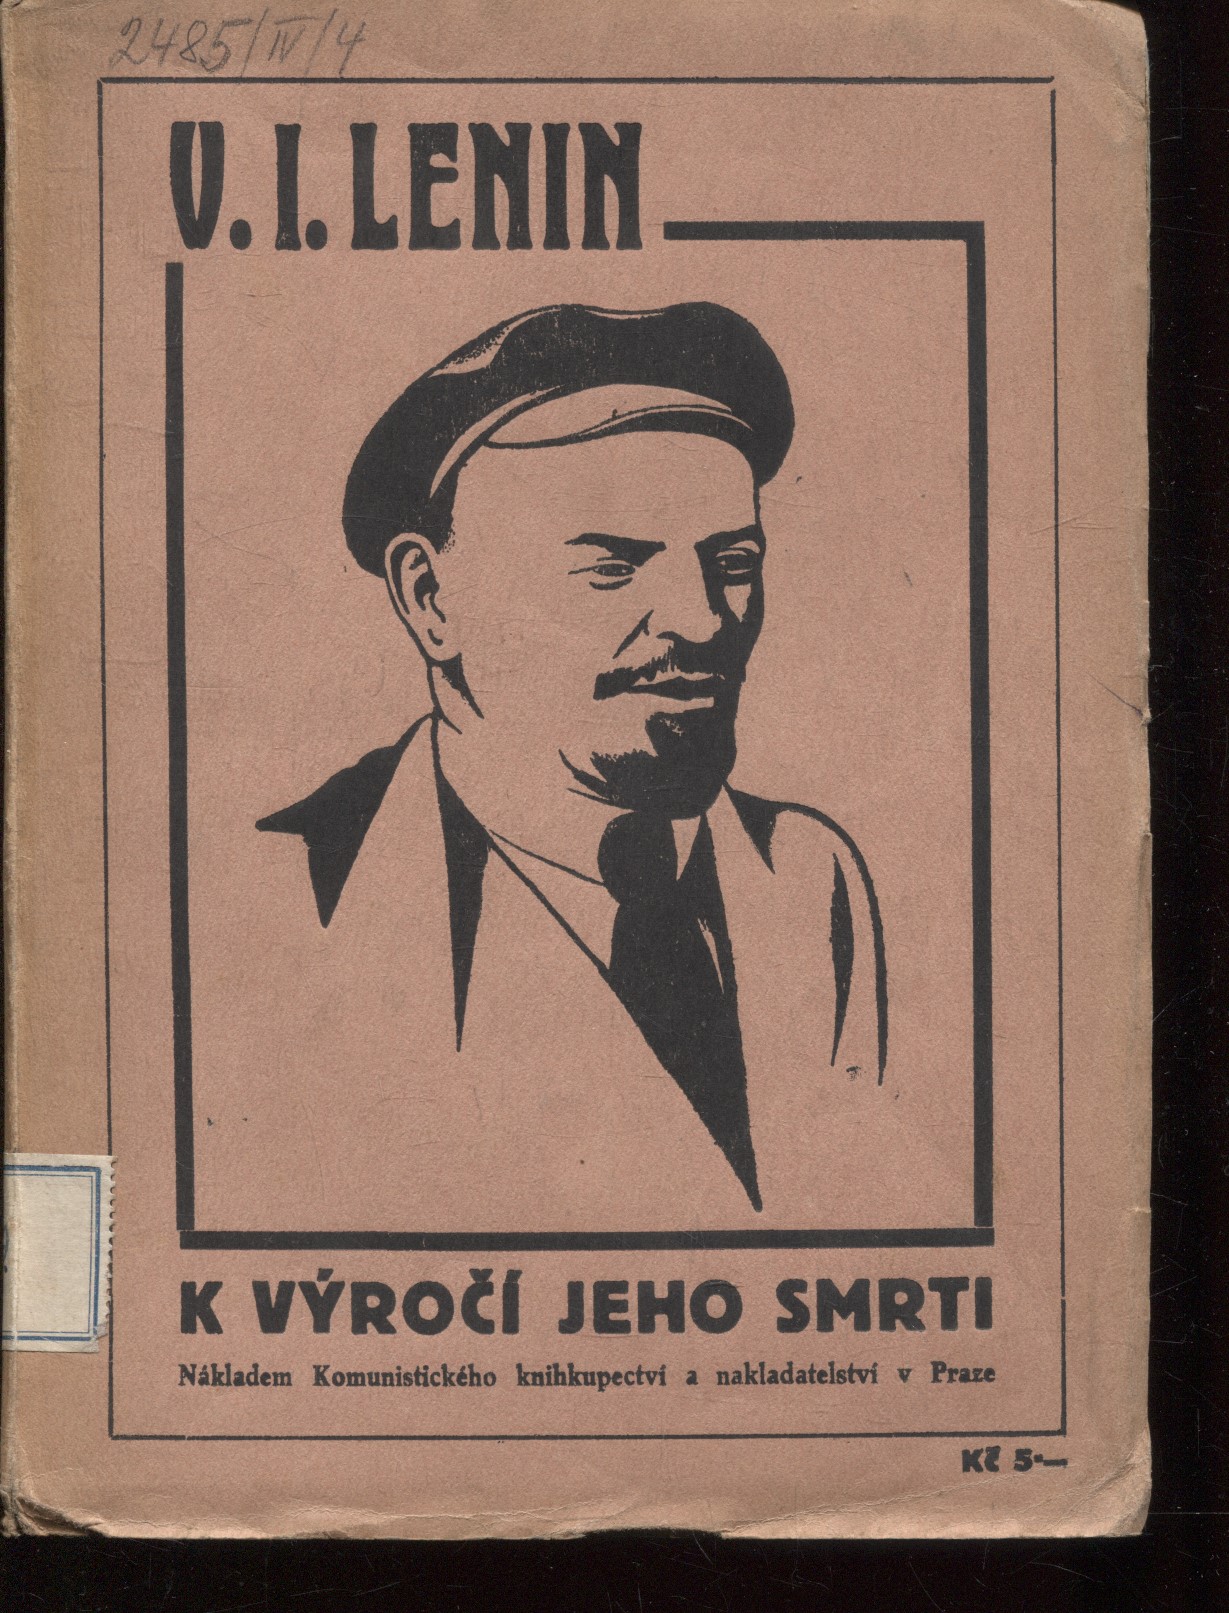 2485/IV/4
V. I. LENIN
K VÝROČÍ JEHO SMRTI
Nákladem Komunistického knihkupectví a nakladatelství v Praze
Kč 5·—